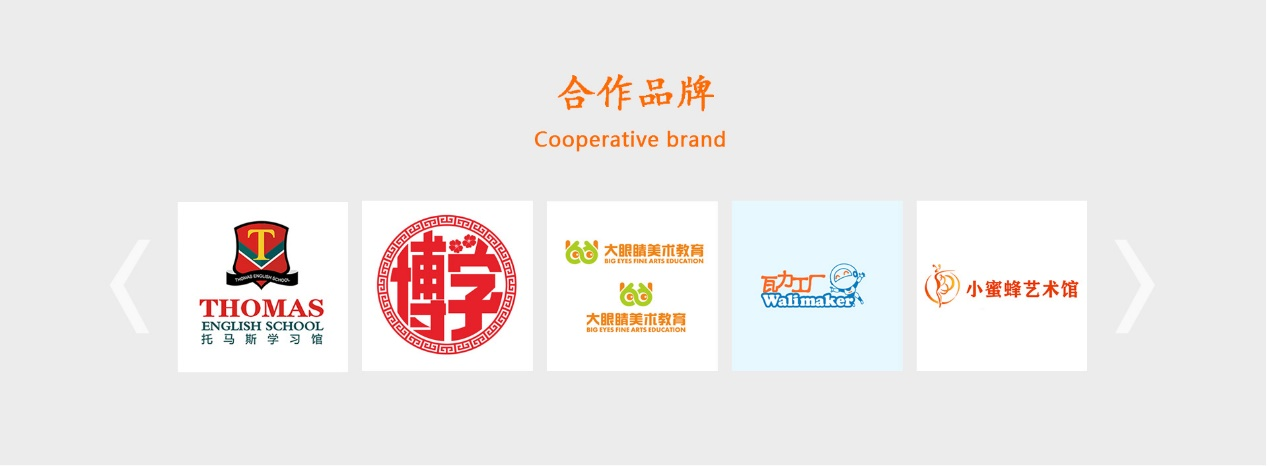 合作品牌
Cooperative brand
T
THOMAS ENGLISH SCHOOL
THOMAS
ENGLISH SCHOOL
托马斯学习馆
博学
大眼睛美术教育
BIG EYES FINE ARTS EDUCATION
大眼睛美术教育
BIG EYES FINE ARTS EDUCATION
瓦力工厂
Walimaker
小蜜蜂艺术馆